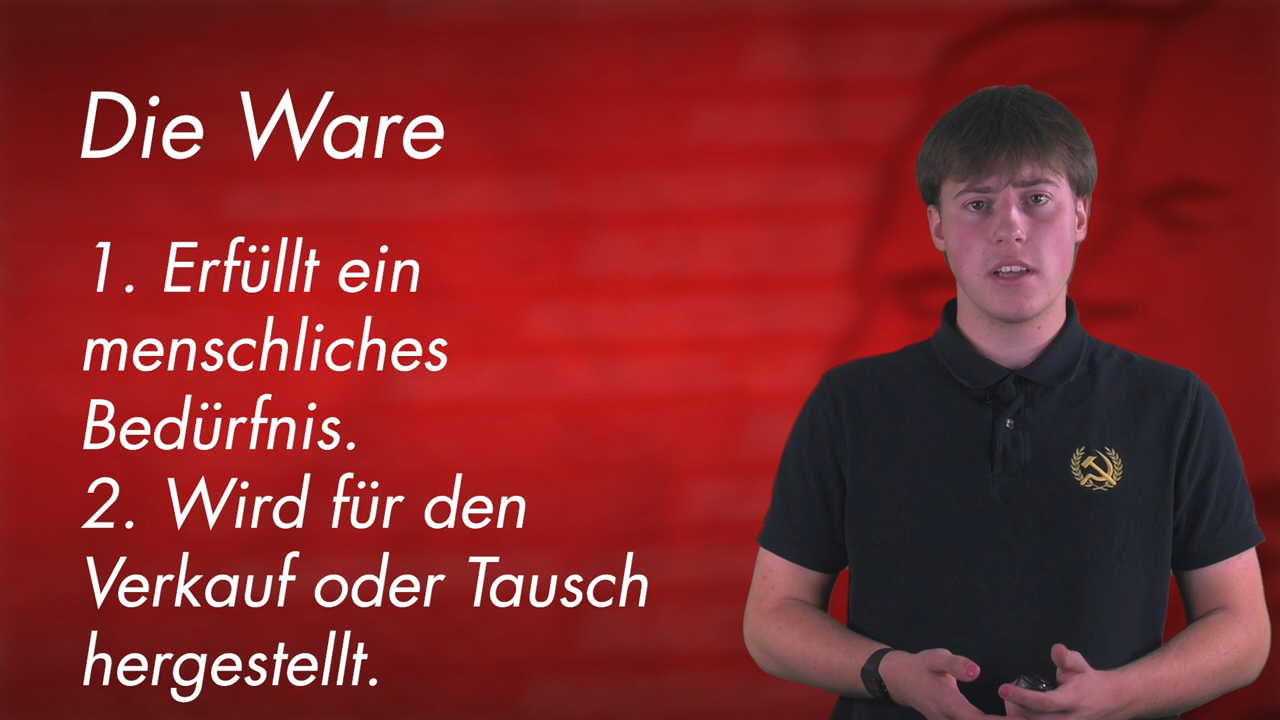 Die Ware
1. Erfüllt ein
menschliches
Bedürfnis.
2. Wird für den
Verkauf oder Tausch
hergestellt.